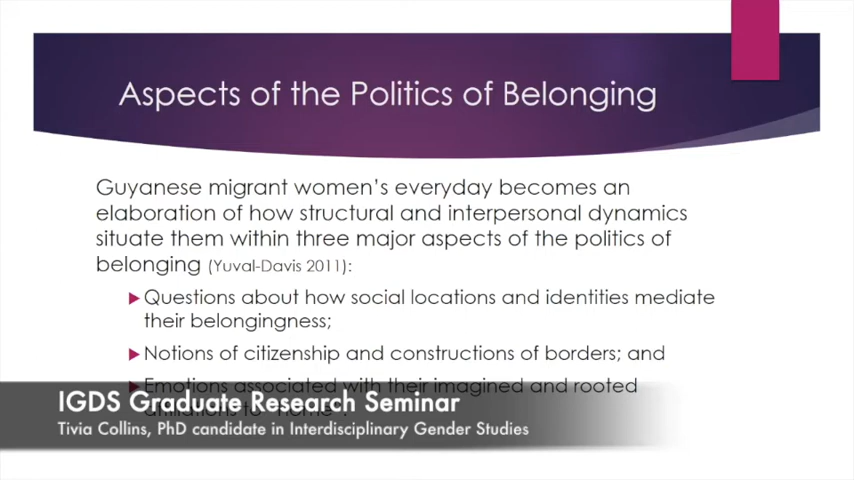 Aspects of the Politics of Belonging
Guyanese migrant women's everyday becomes an
elaboration of how structural and interpersonal dynamics
situate them within three major aspects of the politics of
belonging (Yuval-Davis 2011):
Questions about how social locations and identities mediate
their belongingness;
Notions of citizenship and constructions of borders; and
Emotions associated with their imagined and rooted
affiliations to "home".
IGDS Graduate Research Seminar
Tivia Collins, PhD candidate in Interdisciplinary Gender Studies